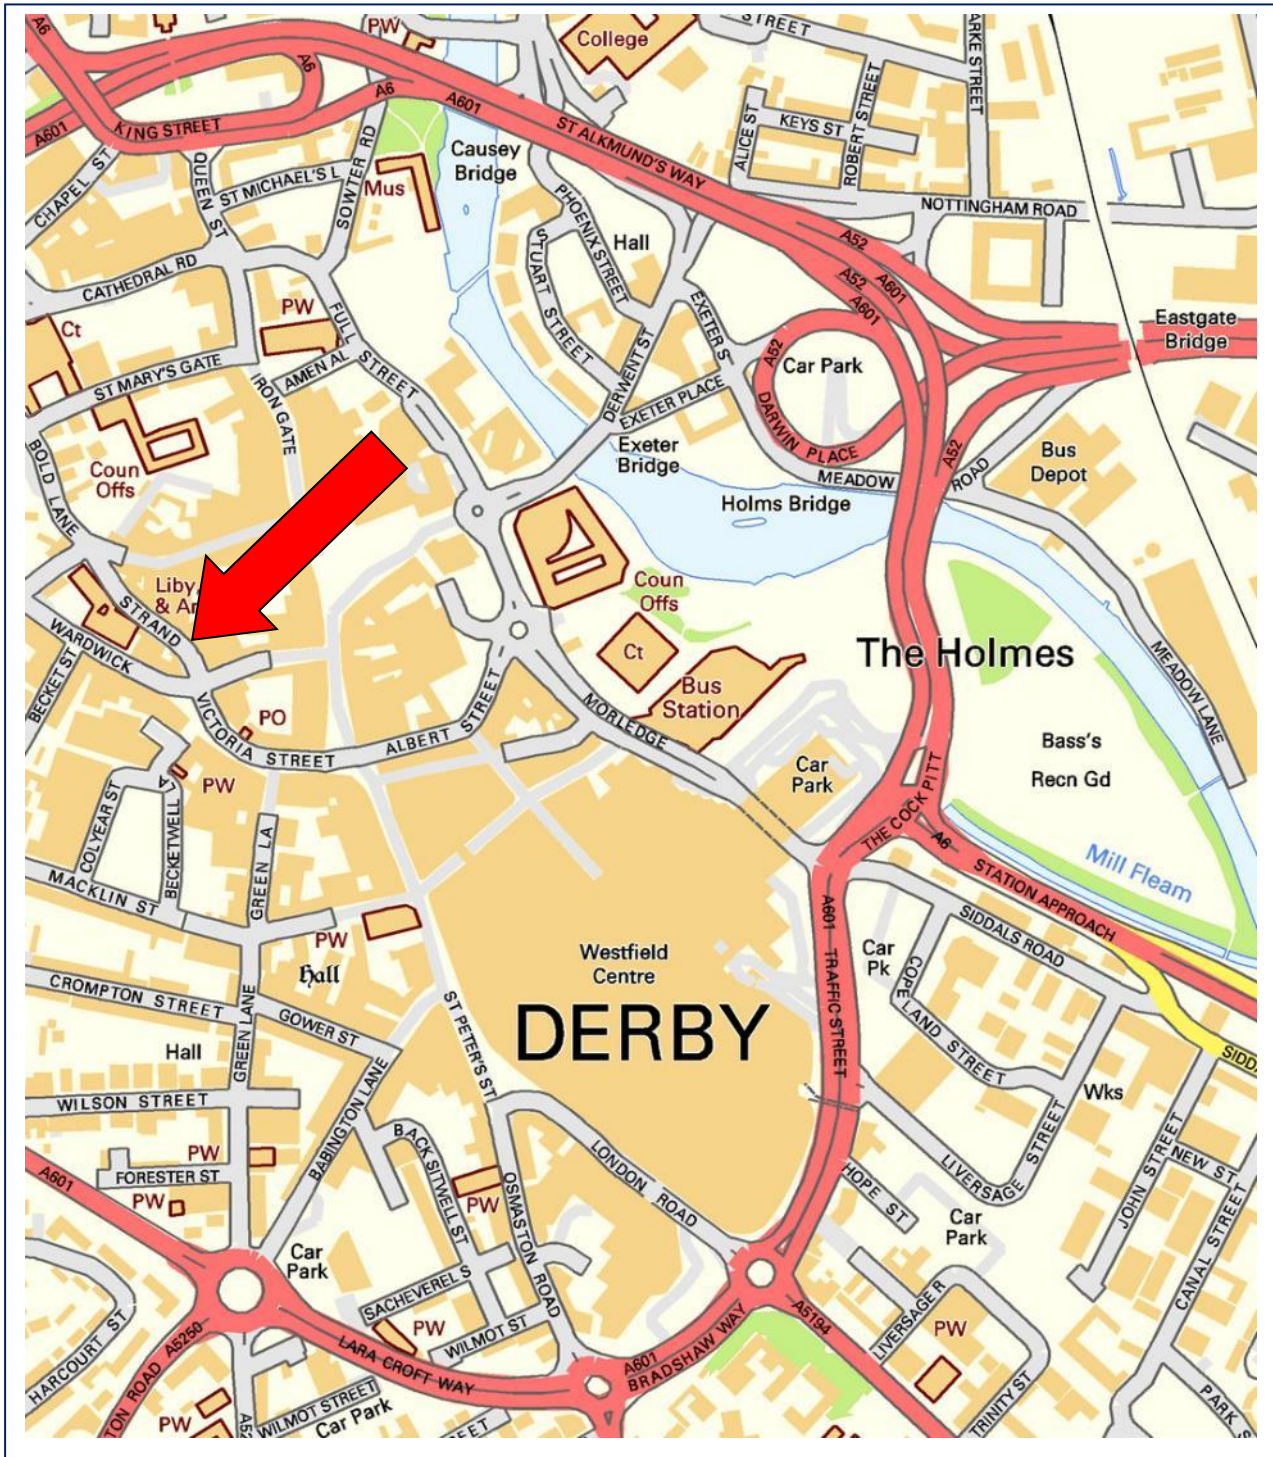 A6
PW
College
STREET
ARKE STREET
A6
A6
A601
A601
KING STREET
ST ALKMUND'S WAY
ALICE ST
KEYS ST
ROBERT STREET
CHAPEL ST
QUEEN ST
ST MICHAEL'S L
SOWTER RD
Mus
Causey
Bridge
PHOENIX STREET
Hall
STUART STREET
NOTTINGHAM ROAD
A52
A52
A601
A601
CATHEDRAL RD
PW
FULL STREET
Ct
ST MARY'S GATE
AMEN AL
IRON GATE
DERWENT ST
EXETER S
EXETER PLACE
A52
Car Park
DARWIN PLACE
Eastgate
Bridge
BOLD LANE
Coun
Offs
Exeter
Bridge
MEADOW
ROAD
A52
Bus
Depot
Holms Bridge
Liby
& Ar
STRAND
WARDWICK
BECKET ST
Coun
Offs
Ct
Bus
Station
The Holmes
MEADOW LANE
VICTORIA STREET
PO
ALBERT STREET
MORLEDGE
PW
Car
Park
THE COCK PITT
Bass's
Recn Gd
COLYEAR ST
BECKETWELL LA
GREEN LA
MACKLIN ST
A6
STATION APPROACH
Mill Fleam
PW
Hall
Westfield
Centre
DERBY
A601
TRAFFIC STREET
Car
Pk
SIDDALS ROAD
COPELAND STREET
CROMPTON STREET
GREEN LANE
GOWER ST
ST PETER'S ST
SIDD
Hall
WILSON STREET
BABINGTON LANE
Wks
PW
FORESTER ST
PW
BACK SITWELL ST
PW
OSMASTON ROAD
LONDON ROAD
HOPE ST
LIVERSAGE STREET
JOHN STREET
NEW ST
CANAL STREET
A601
Car
Park
Car
Park
SACHEVEREL S
PW
WILMOT ST
LARA CROFT WAY
A601
BRADSHAW WAY
A5194
LIVERSAGE R
PW
TRINITY ST
PARK S
HARCOURT ST
TON ROAD
A5250
PW
A52
WILMOT STREET
Car Park
EET